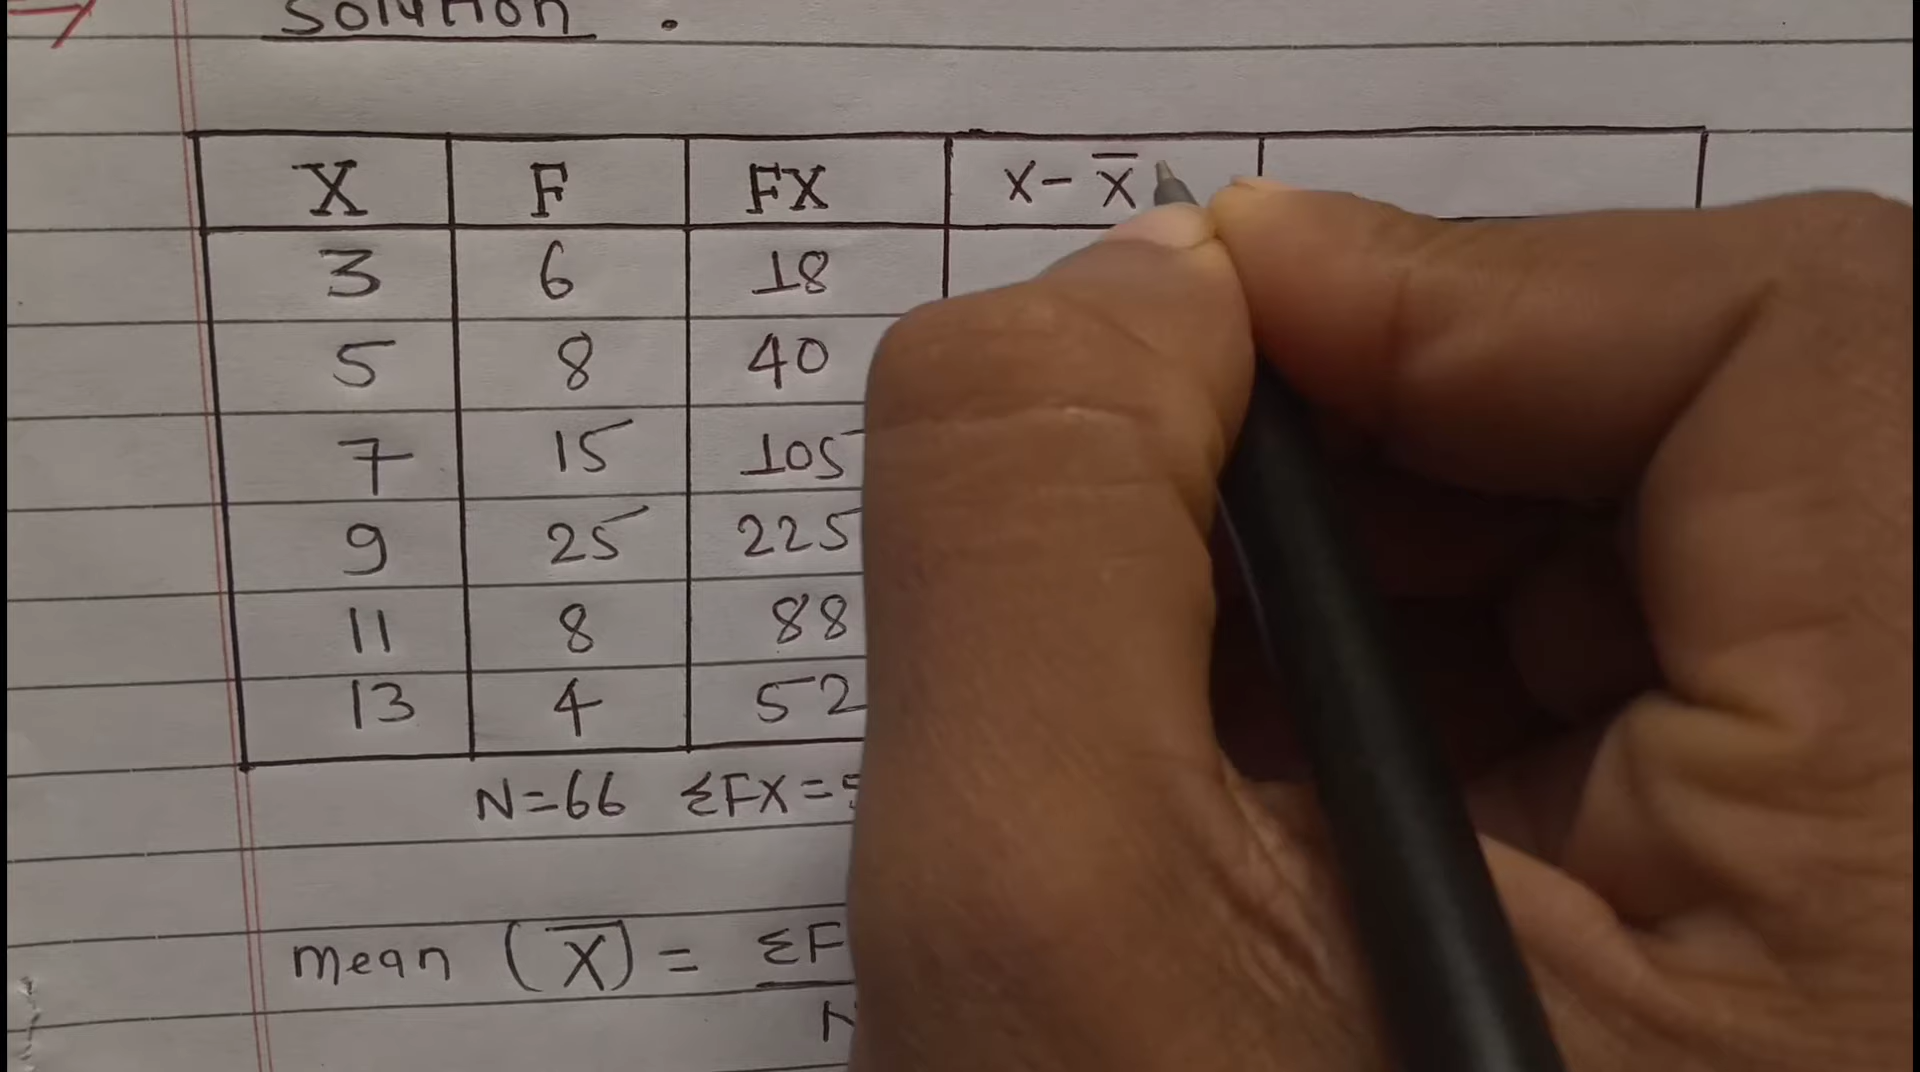 Solution .
X F FX X - X̅
3 6 18
5 8 40
7 15 105
9 25 225
11 8 88
13 4 52
N=66 ΣFX=5
mean (X̅) = ΣF
N